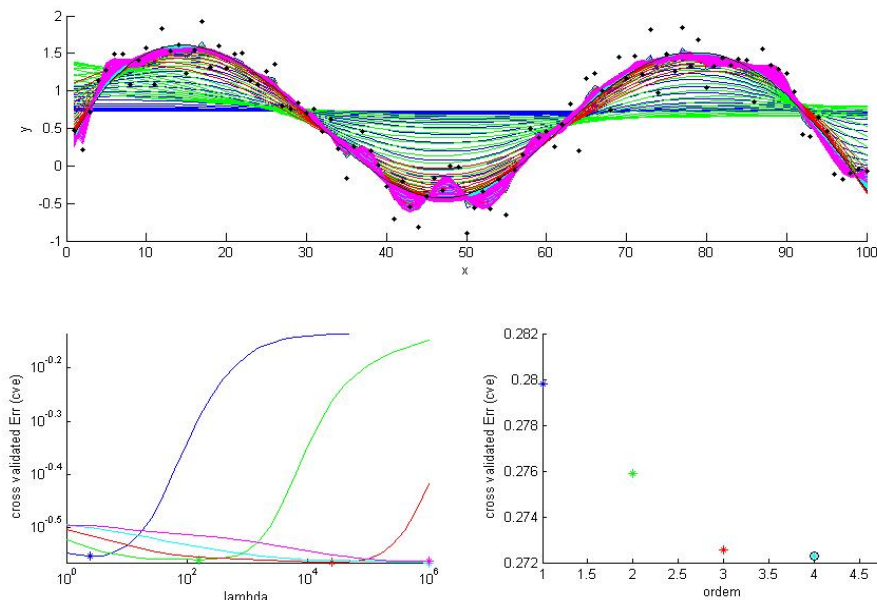 2
1.5
1
0.5
0
-0.5
-1
y
0 10 20 30 40 50 60 70 80 90 100
x
10^-0.2
10^-0.3
10^-0.4
10^-0.5
cross validated Err (cve)
10^0 10^2 10^4 10^6
lambda
0.282
0.28
0.278
0.276
0.274
0.272
cross validated Err (cve)
1 1.5 2 2.5 3 3.5 4 4.5
ordem